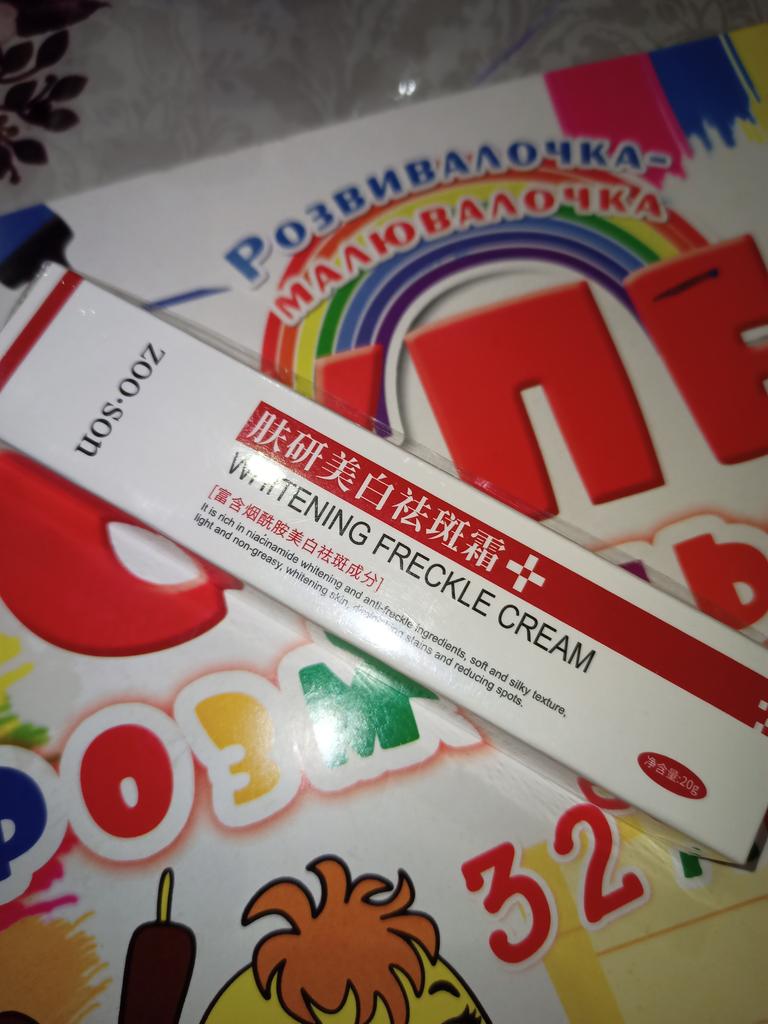 РОЗВИВАЛОЧКА-
МАЛЮВАЛОЧКА
zoo·son
肤研美白祛斑霜
WHITENING FRECKLE CREAM
[富含烟酰胺美白祛斑成分]
It is rich in niacinamide whitening and anti-freckle ingredients, soft and silky texture,
light and non-greasy, whitening skin, diminishing stains and reducing spots.
净含量:20g
РОЗМ
32